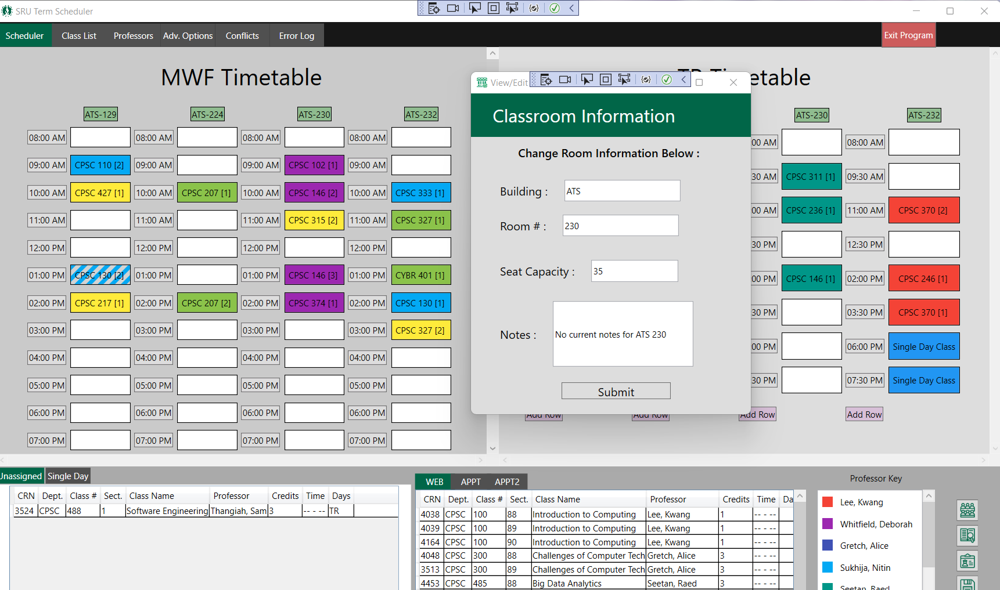 SRU Term Scheduler
Scheduler Class List Professors Adv. Options Conflicts Error Log Exit Program
MWF Timetable
ATS-129 ATS-224 ATS-230 ATS-232
08:00 AM 08:00 AM 08:00 AM 08:00 AM
09:00 AM CPSC 110 [2] 09:00 AM 09:00 AM CPSC 102 [1] 09:00 AM
10:00 AM CPSC 427 [1] 10:00 AM CPSC 207 [1] 10:00 AM CPSC 146 [2] 10:00 AM CPSC 333 [1]
11:00 AM 11:00 AM 11:00 AM CPSC 315 [2] 11:00 AM CPSC 327 [1]
12:00 PM 12:00 PM 12:00 PM 12:00 PM
01:00 PM CPSC 130 [2] 01:00 PM 01:00 PM CPSC 146 [3] 01:00 PM CYBR 401 [1]
02:00 PM CPSC 217 [1] 02:00 PM CPSC 207 [2] 02:00 PM CPSC 374 [1] 02:00 PM CPSC 130 [1]
03:00 PM 03:00 PM 03:00 PM 03:00 PM CPSC 327 [2]
04:00 PM 04:00 PM 04:00 PM 04:00 PM
05:00 PM 05:00 PM 05:00 PM 05:00 PM
06:00 PM 06:00 PM 06:00 PM 06:00 PM
07:00 PM 07:00 PM 07:00 PM 07:00 PM
View/Edit
Classroom Information
Change Room Information Below :
Building : ATS
Room # : 230
Seat Capacity : 35
Notes : No current notes for ATS 230
Submit
etable
ATS-230 ATS-232
00 AM 08:00 AM
30 AM CPSC 311 [1] 09:30 AM
00 AM CPSC 236 [1] 11:00 AM CPSC 370 [2]
30 PM 12:30 PM
00 PM CPSC 146 [1] 02:00 PM CPSC 246 [1]
30 PM 03:30 PM CPSC 370 [1]
00 PM 06:00 PM Single Day Class
30 PM 07:30 PM Single Day Class
Add Row Add Row Add Row Add Row
Unassigned Single Day
CRN Dept. Class # Sect. Class Name Professor Credits Time Days
3524 CPSC 488 1 Software Engineering Thangiah, Sam 3 -- - -- TR
WEB APPT APPT2
CRN Dept. Class # Sect. Class Name Professor Credits Time Da
4038 CPSC 100 88 Introduction to Computing Lee, Kwang 1 -- - --
4039 CPSC 100 89 Introduction to Computing Lee, Kwang 1 -- - --
4164 CPSC 100 90 Introduction to Computing Lee, Kwang 1 -- - --
4048 CPSC 300 88 Challenges of Computer Tech Gretch, Alice 3 -- - --
3513 CPSC 300 89 Challenges of Computer Tech Gretch, Alice 3 -- - --
4453 CPSC 485 88 Big Data Analytics Seetan, Raed 3 -- - --
Professor Key
Lee, Kwang
Whitfield, Deborah
Gretch, Alice
Sukhija, Nitin
Seetan, Raed